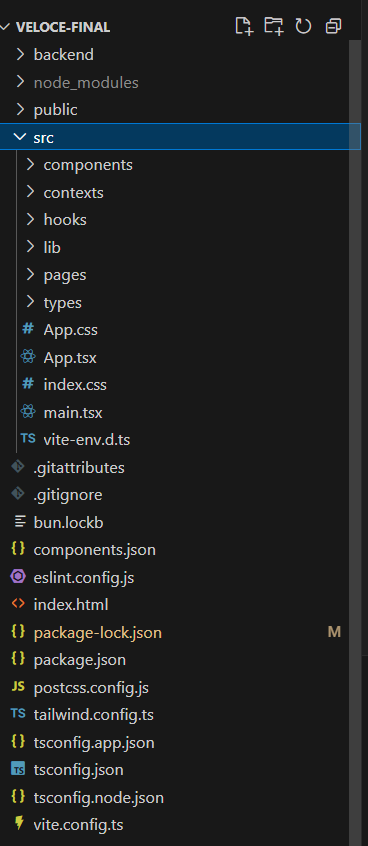 VELOCE-FINAL
backend
node_modules
public
src
components
contexts
hooks
lib
pages
types
# App.css
App.tsx
# index.css
main.tsx
TS vite-env.d.ts
.gitattributes
.gitignore
bun.lockb
{} components.json
eslint.config.js
<> index.html
{} package-lock.json M
{} package.json
JS postcss.config.js
TS tailwind.config.ts
{} tsconfig.app.json
TS tsconfig.json
{} tsconfig.node.json
vite.config.ts